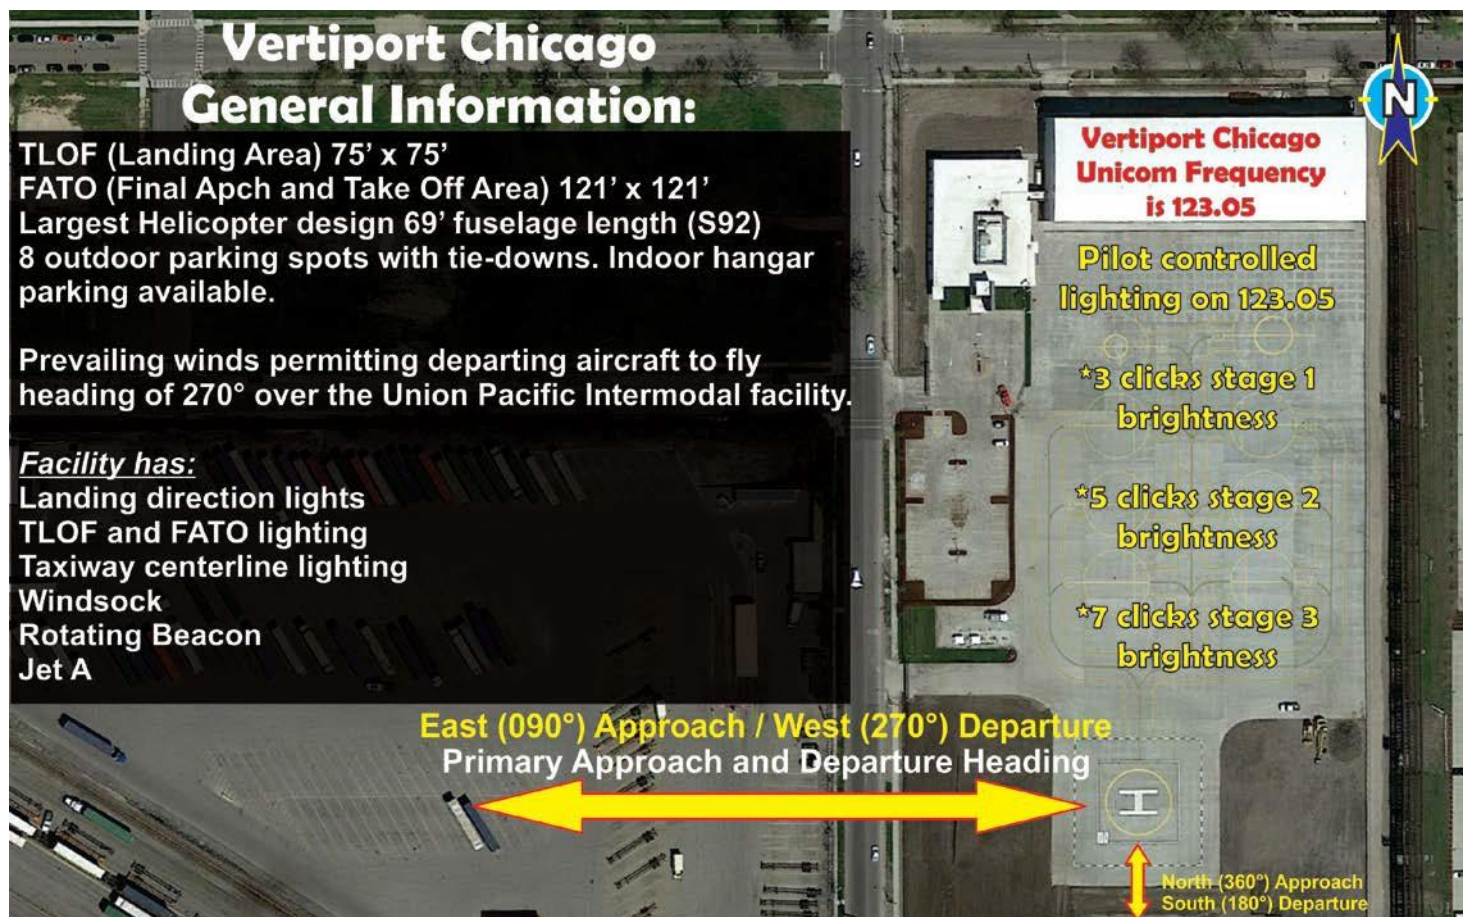 Vertiport Chicago
General Information:
TLOF (Landing Area) 75’ x 75’
FATO (Final Apch and Take Off Area) 121’ x 121’
Largest Helicopter design 69’ fuselage length (S92)
8 outdoor parking spots with tie-downs. Indoor hangar
parking available.
Prevailing winds permitting departing aircraft to fly
heading of 270° over the Union Pacific Intermodal facility.
Facility has:
Landing direction lights
TLOF and FATO lighting
Taxiway centerline lighting
Windsock
Rotating Beacon
Jet A
N
Vertiport Chicago
Unicom Frequency
is 123.05
Pilot controlled
lighting on 123.05
*3 clicks stage 1
brightness
*5 clicks stage 2
brightness
*7 clicks stage 3
brightness
East (090°) Approach / West (270°) Departure
Primary Approach and Departure Heading
H
North (360°) Approach
South (180°) Departure